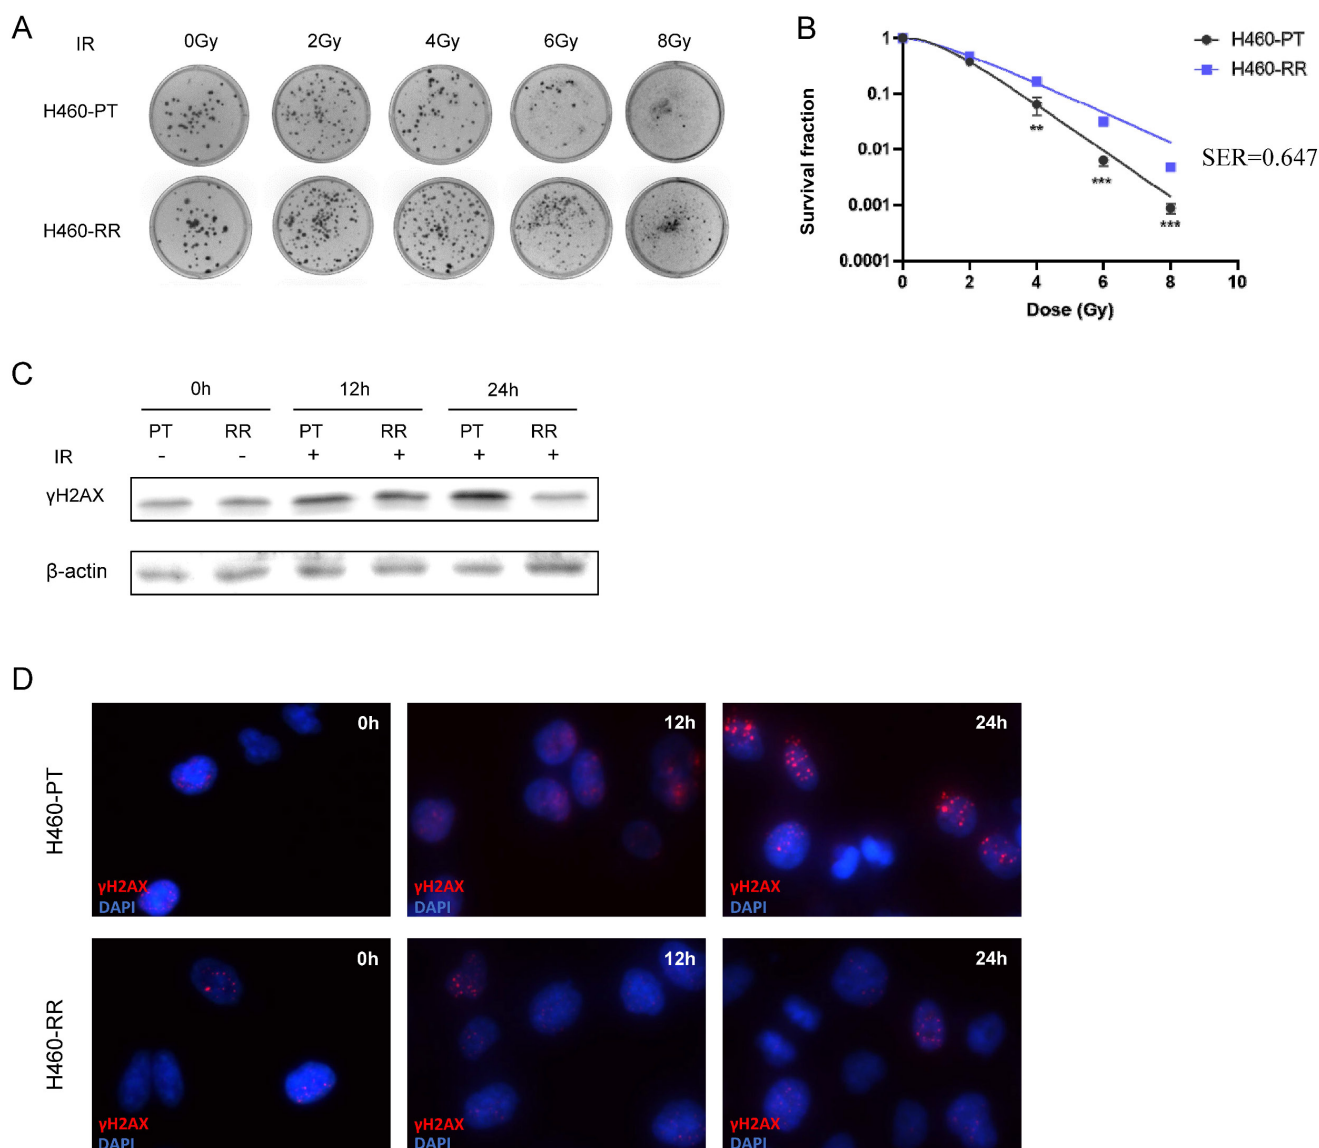 A
IR 0Gy 2Gy 4Gy 6Gy 8Gy
H460-PT
H460-RR
B
H460-PT
H460-RR
1
0.1
0.01
0.001
0.0001
Survival fraction
**
***
***
SER=0.647
0 2 4 6 8 10
Dose (Gy)
C
0h 12h 24h
PT RR PT RR PT RR
IR - - + + + +
γH2AX
β-actin
D
H460-PT
0h
γH2AX
DAPI
12h
γH2AX
DAPI
24h
γH2AX
DAPI
H460-RR
0h
γH2AX
DAPI
12h
γH2AX
DAPI
24h
γH2AX
DAPI